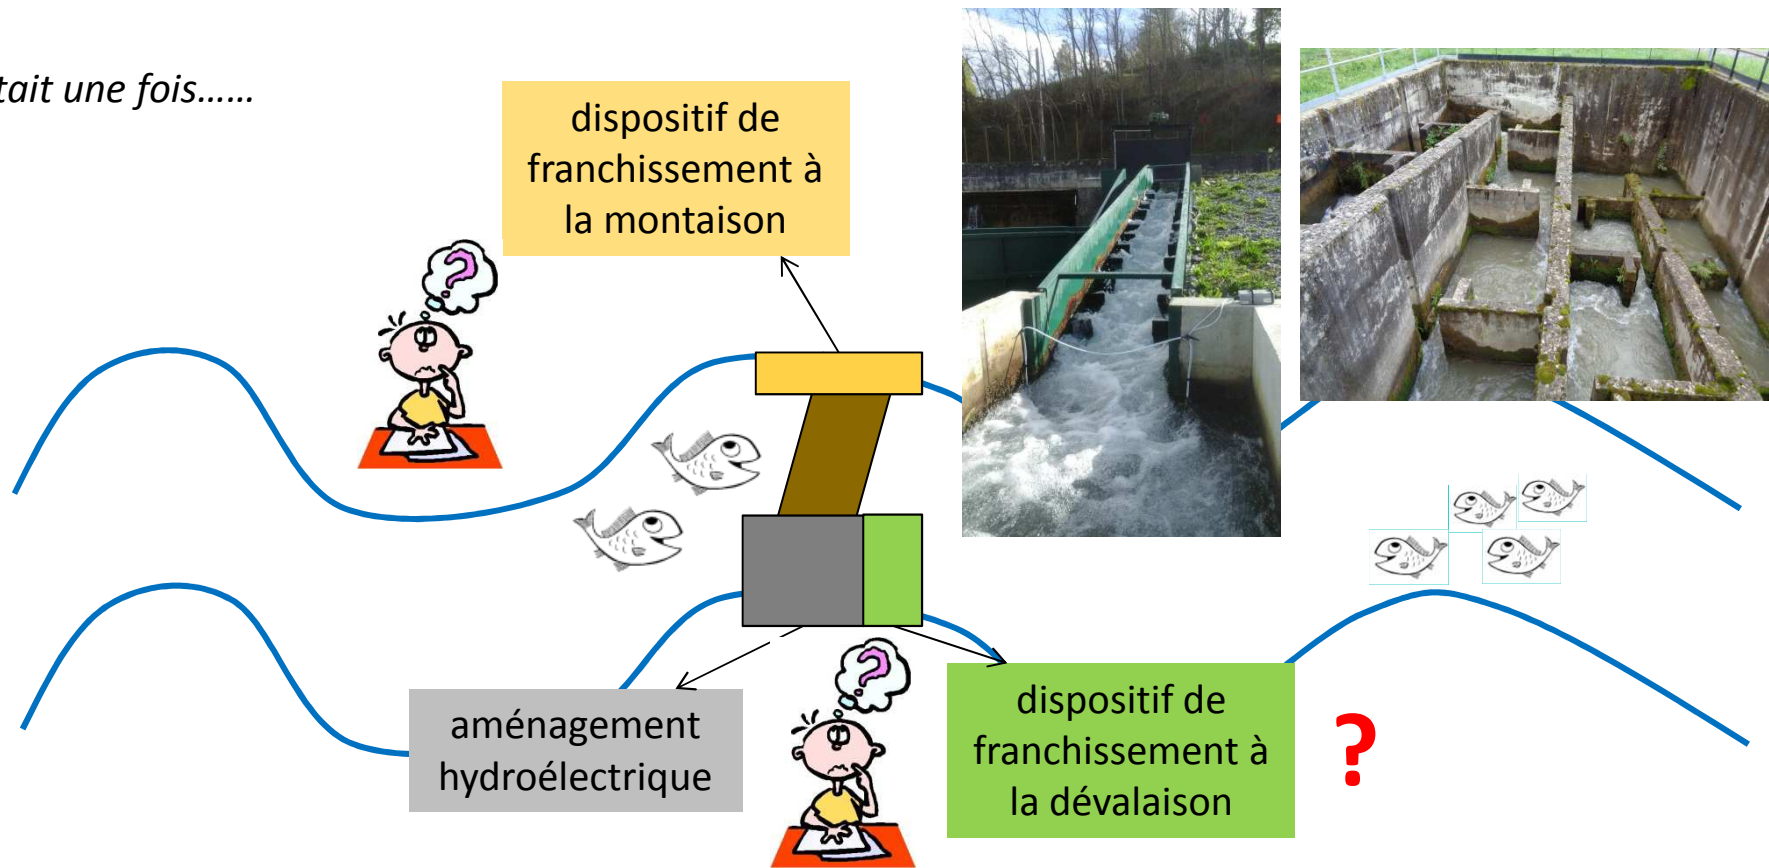 tait une fois......
dispositif de
franchissement à
la montaison
?
aménagement
hydroélectrique
?
dispositif de
franchissement à
la dévalaison
?